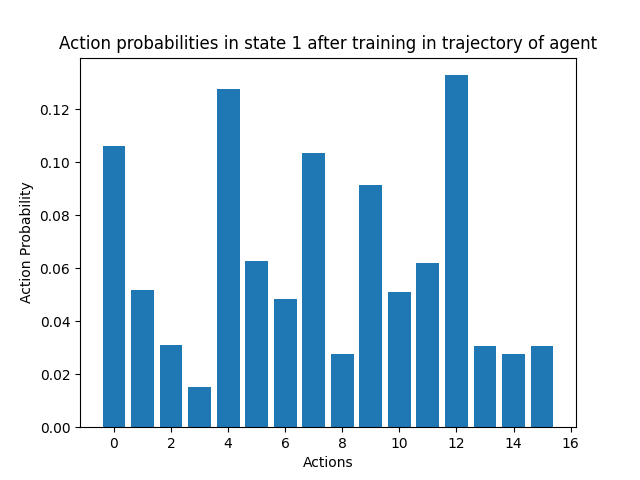 Action probabilities in state 1 after training in trajectory of agent
0.12
0.10
0.08
0.06
0.04
0.02
0.00
Action Probability
0 2 4 6 8 10 12 14 16
Actions